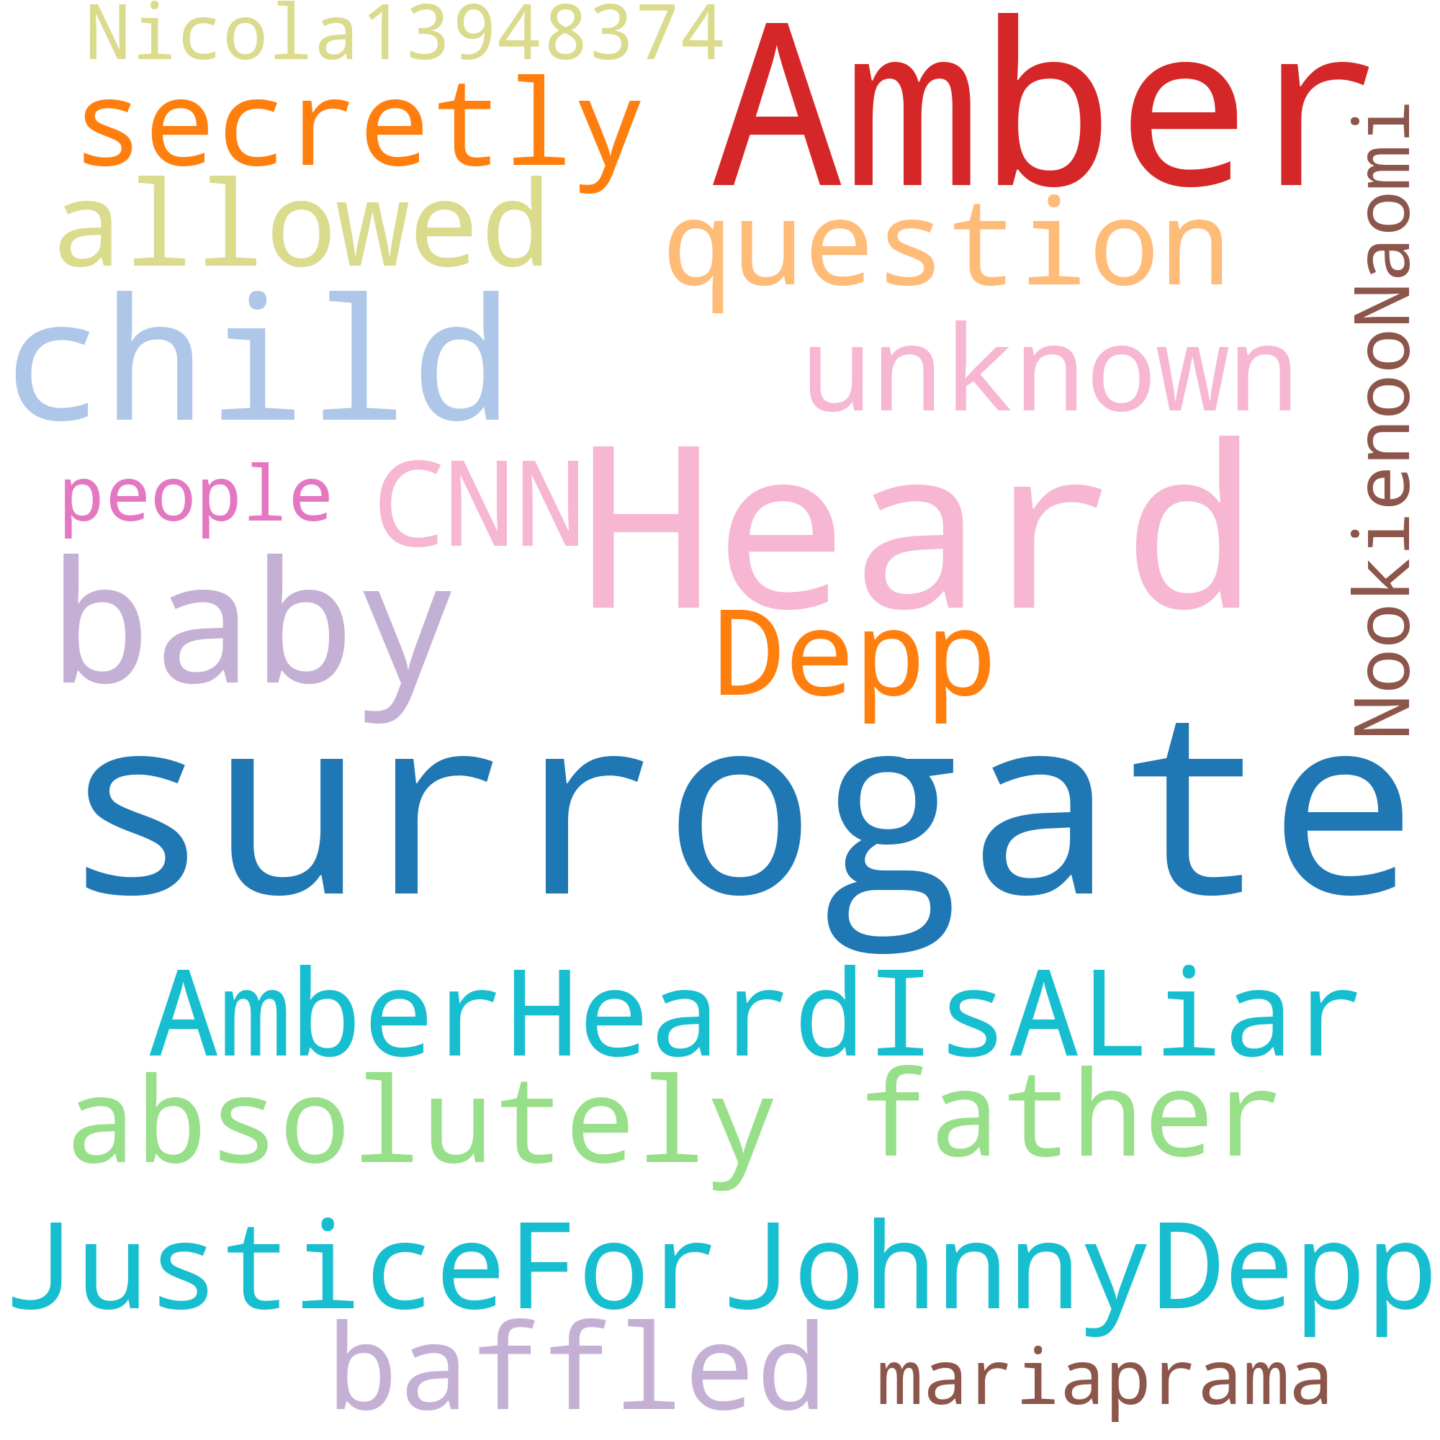 Nicola13948374
Amber
secretly
allowed
question
NookienooNaomi
child
unknown
people
CNN
Heard
baby
Depp
surrogate
AmberHeardIsALiar
absolutely
father
JusticeForJohnnyDepp
baffled
mariaprama